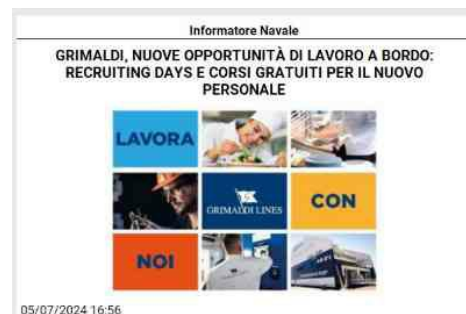 Informatore Navale
GRIMALDI, NUOVE OPPORTUNITÀ DI LAVORO A BORDO:
RECRUITING DAYS E CORSI GRATUITI PER IL NUOVO
PERSONALE
LAVORA
GRIMALDI LINES
CON
NOI
05/07/2024 16:56